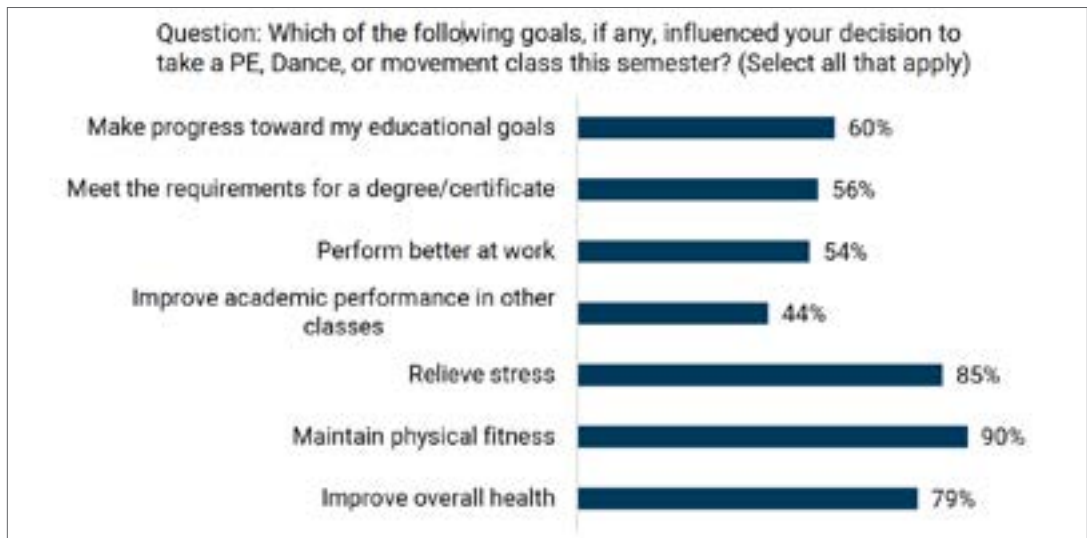 Question: Which of the following goals, if any, influenced your decision to
take a PE, Dance, or movement class this semester? (Select all that apply)
Make progress toward my educational goals 60%
Meet the requirements for a degree/certificate 56%
Perform better at work 54%
Improve academic performance in other
classes 44%
Relieve stress 85%
Maintain physical fitness 90%
Improve overall health 79%